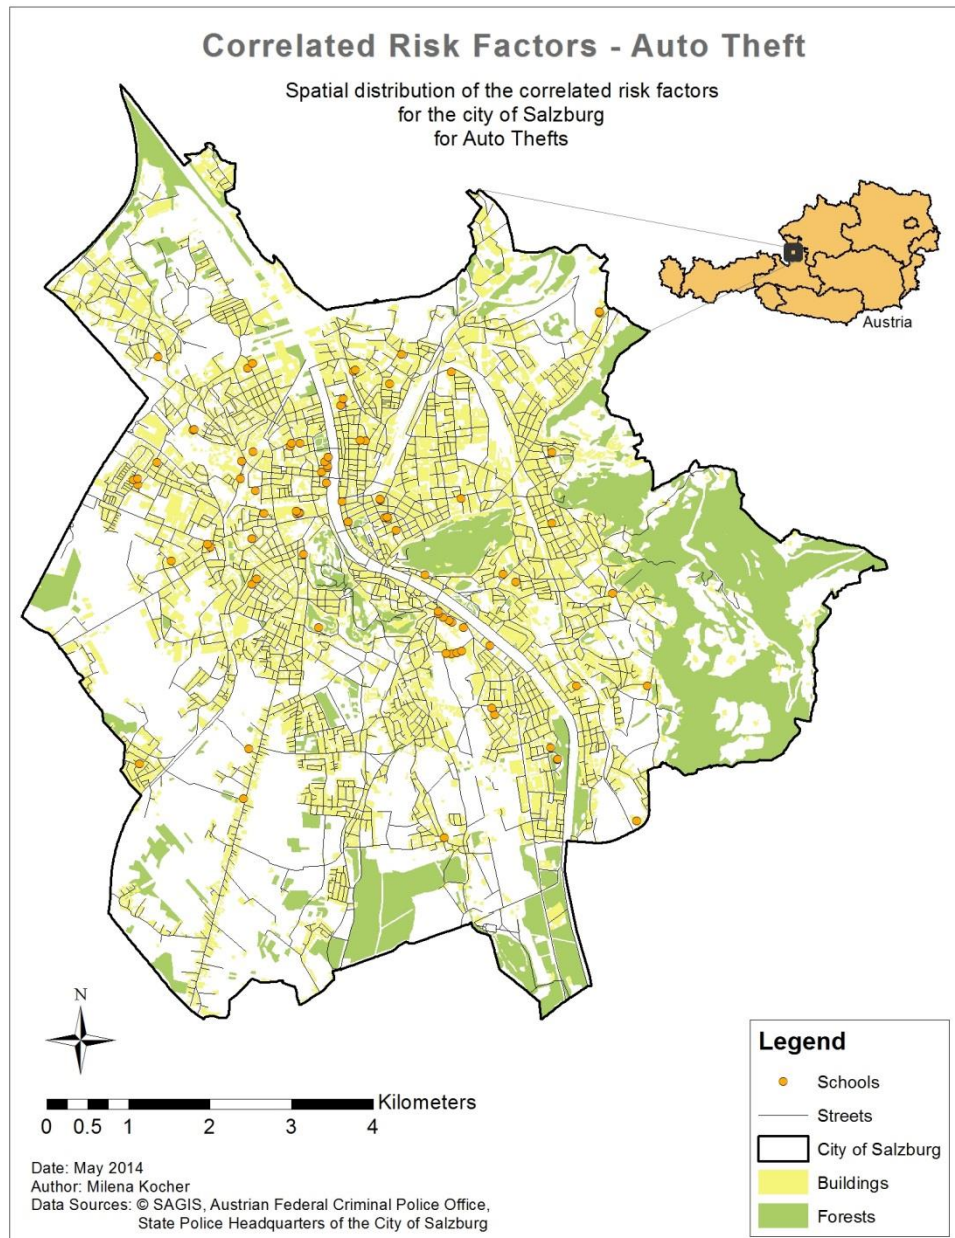 Correlated Risk Factors - Auto Theft
Spatial distribution of the correlated risk factors
for the city of Salzburg
for Auto Thefts
Austria
N
Kilometers
0 0.5 1 2 3 4
Date: May 2014
Author: Milena Kocher
Data Sources: © SAGIS, Austrian Federal Criminal Police Office,
State Police Headquarters of the City of Salzburg
Legend
Schools
Streets
City of Salzburg
Buildings
Forests